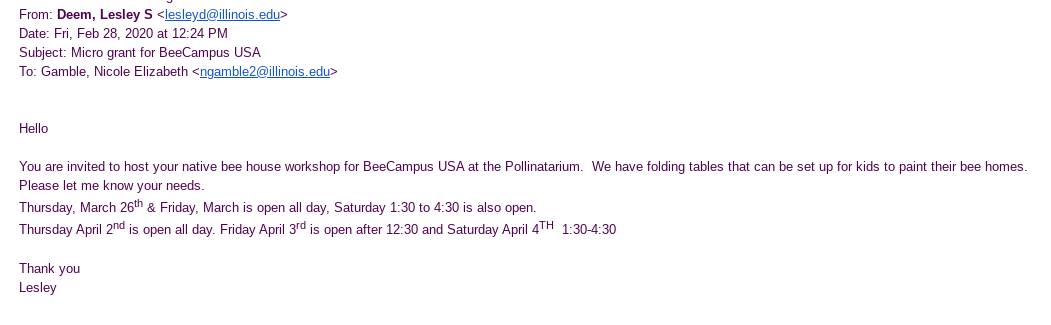 From: Deem, Lesley S <lesleyd@illinois.edu>
Date: Fri, Feb 28, 2020 at 12:24 PM
Subject: Micro grant for BeeCampus USA
To: Gamble, Nicole Elizabeth <ngamble2@illinois.edu>
Hello
You are invited to host your native bee house workshop for BeeCampus USA at the Pollinatarium.  We have folding tables that can be set up for kids to paint their bee homes.
Please let me know your needs.
Thursday, March 26th & Friday, March is open all day, Saturday 1:30 to 4:30 is also open.
Thursday April 2nd is open all day. Friday April 3rd is open after 12:30 and Saturday April 4TH  1:30-4:30
Thank you
Lesley